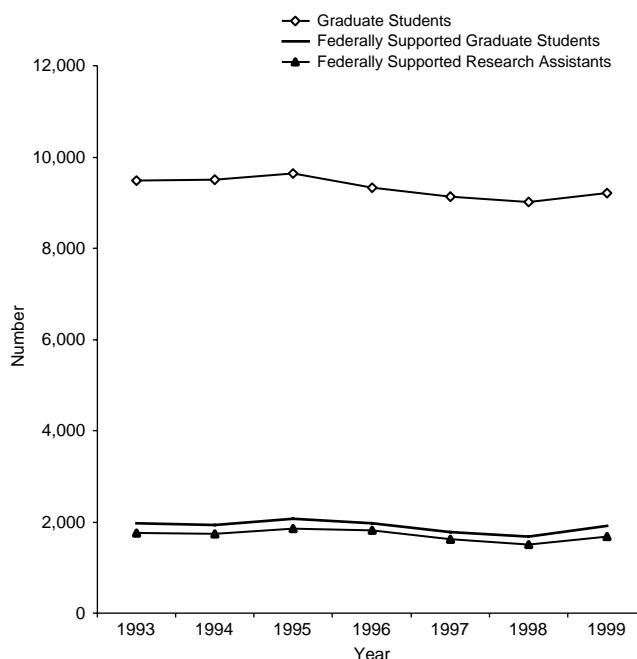 Graduate Students
Federally Supported Graduate Students
Federally Supported Research Assistants
12,000
10,000
8,000
6,000
4,000
2,000
0
Number
1993 1994 1995 1996 1997 1998 1999
Year